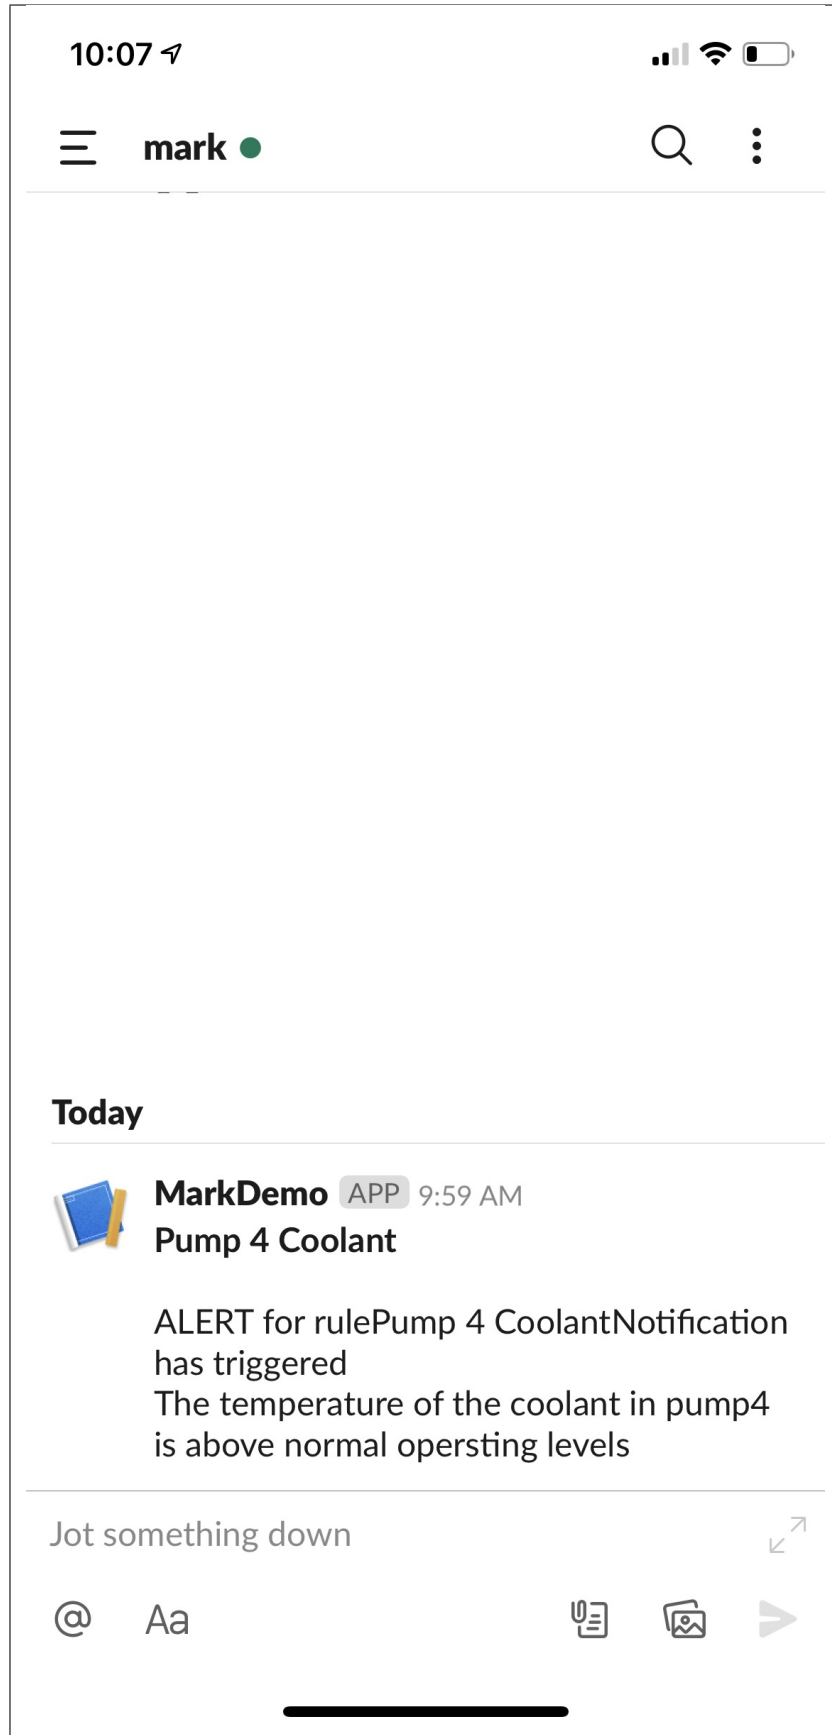 10:07
mark
Today
MarkDemo APP 9:59 AM
Pump 4 Coolant
ALERT for rulePump 4 CoolantNotification
has triggered
The temperature of the coolant in pump4
is above normal opersting levels
Jot something down
@ Aa